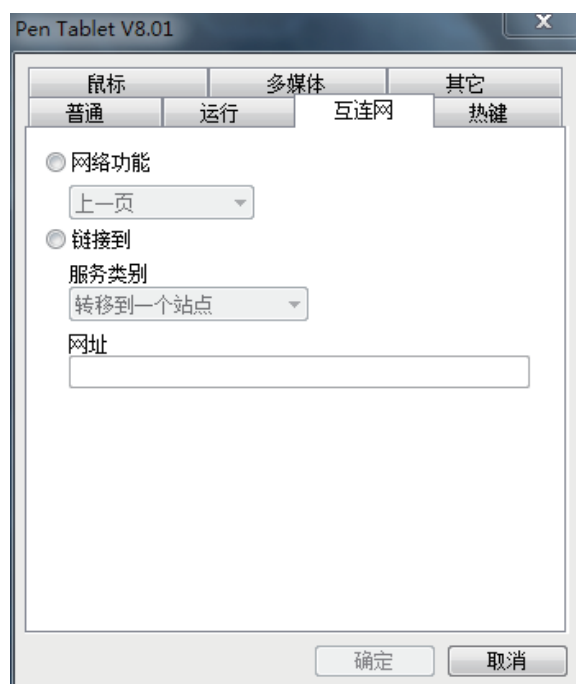 Pen Tablet V8.01
x
鼠标 多媒体 其它
普通 运行 互连网 热键
网络功能
上一页
链接到
服务类别
转移到一个站点
网址
确定 取消